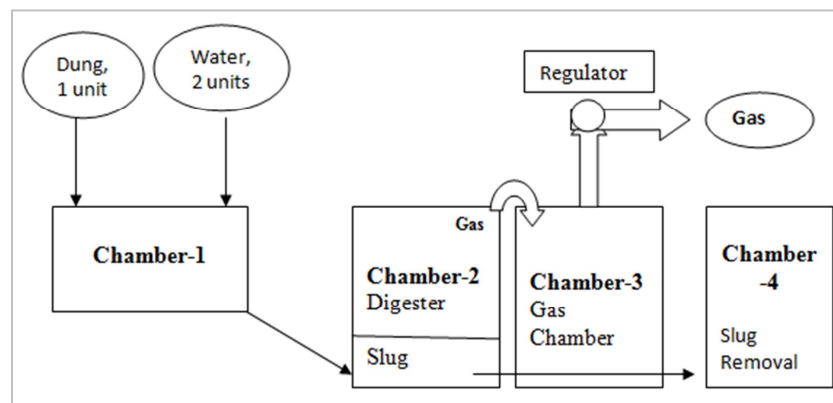 Dung,
1 unit
Water,
2 units
Regulator
Gas
Chamber-1
Gas
Chamber-2
Digester
Slug
Chamber-3
Gas
Chamber
Chamber
-4
Slug
Removal